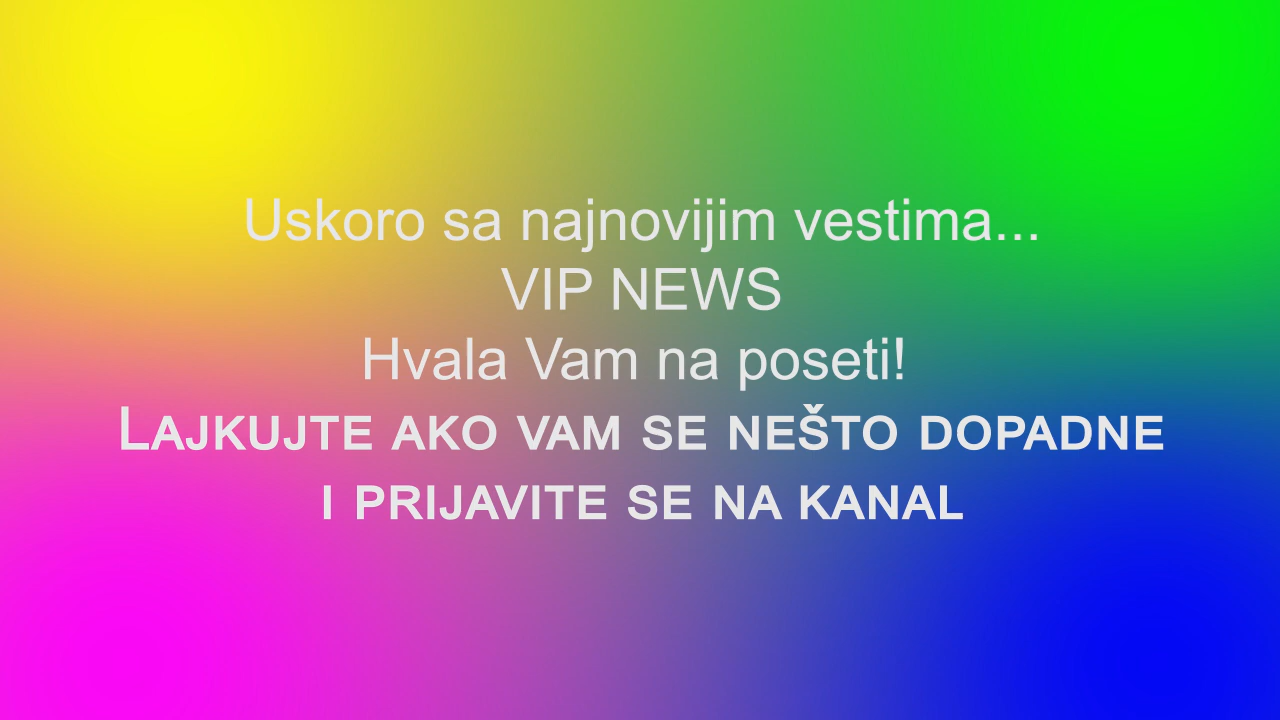 Uskoro sa najnovijim vestima...
VIP NEWS
Hvala Vam na poseti!
LAJKUJTE AKO VAM SE NEŠTO DOPADNE
I PRIJAVITE SE NA KANAL